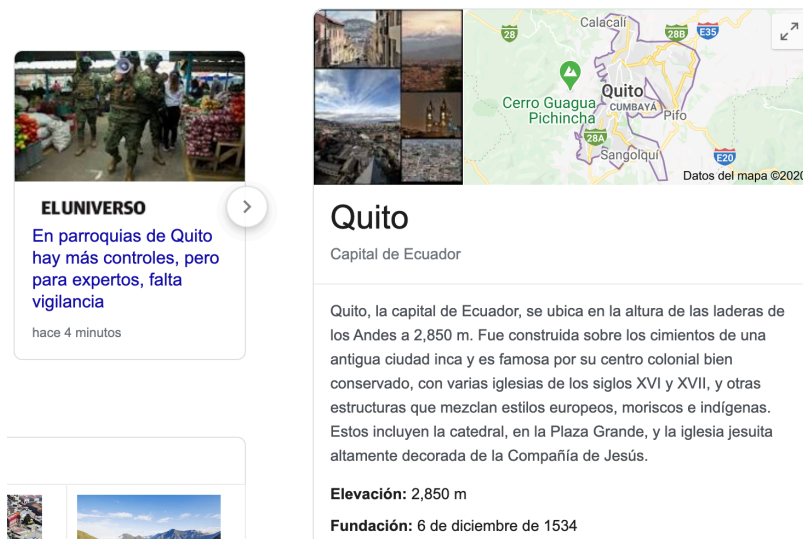 EL UNIVERSO
En parroquias de Quito
hay más controles, pero
para expertos, falta
vigilancia
hace 4 minutos
Calacalí
28
28B
E35
Quito
Cerro Guagua
Pichincha
CUMBAYÁ
Pifo
28A
Sangolquí
E20
Datos del mapa ©2020
Quito
Capital de Ecuador
Quito, la capital de Ecuador, se ubica en la altura de las laderas de
los Andes a 2,850 m. Fue construida sobre los cimientos de una
antigua ciudad inca y es famosa por su centro colonial bien
conservado, con varias iglesias de los siglos XVI y XVII, y otras
estructuras que mezclan estilos europeos, moriscos e indígenas.
Estos incluyen la catedral, en la Plaza Grande, y la iglesia jesuita
altamente decorada de la Compañía de Jesús.
Elevación: 2,850 m
Fundación: 6 de diciembre de 1534